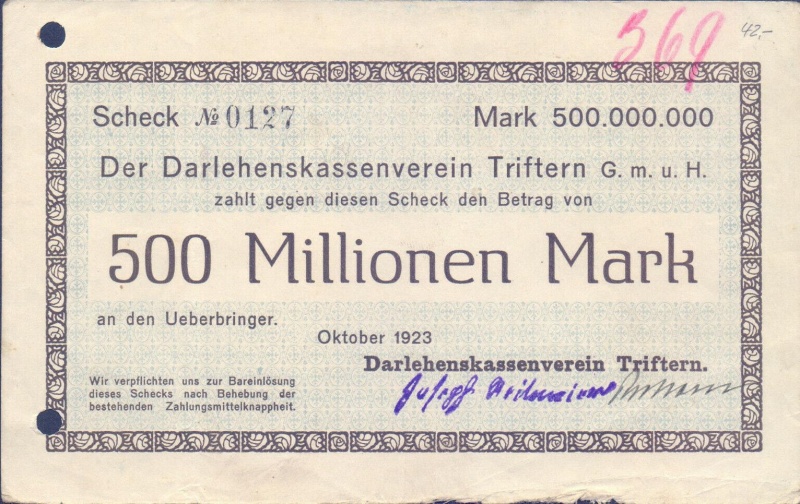 369
42.-
Scheck № 0127 Mark 500.000.000
Der Darlehenskassenverein Triftern G. m. u. H.
zahlt gegen diesen Scheck den Betrag von
500 Millionen Mark
an den Ueberbringer.
Oktober 1923
Darlehenskassenverein Triftern.
Josef
Wir verpflichten uns zur Bareinlösung
dieses Schecks nach Behebung der
bestehenden Zahlungsmittelknappheit.